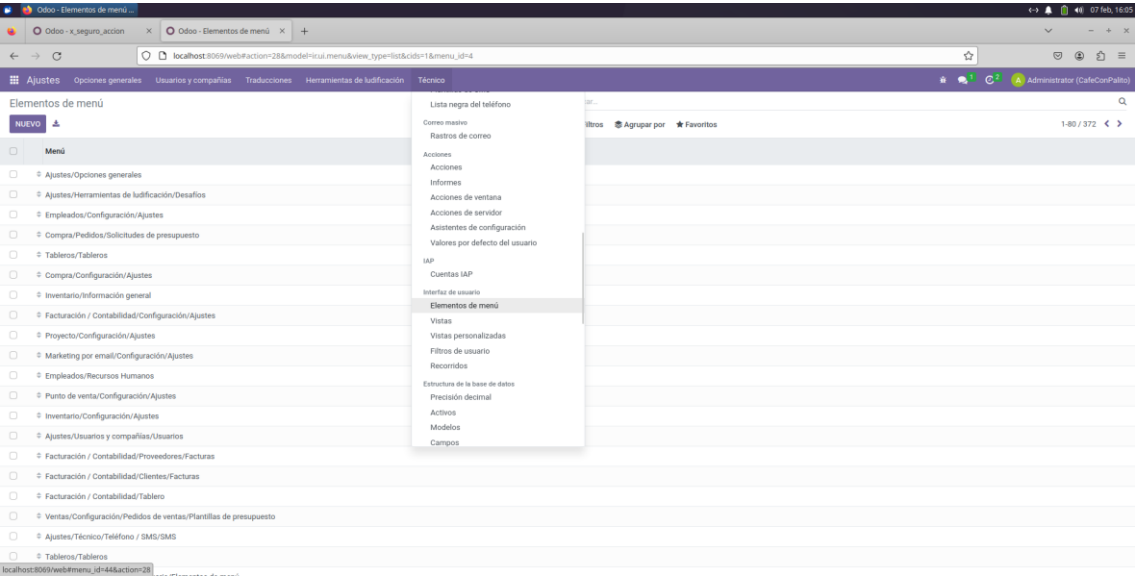 Odoo - Elementos de menú ...
07 feb, 16:05
Odoo - x_seguro_accion
Odoo - Elementos de menú
localhost:8069/web#action=28&model=ir.ui.menu&view_type=list&cids=1&menu_id=4
Ajustes Opciones generales Usuarios y compañías Traducciones Herramientas de ludificación Técnico
1 2 A Administrator (CafeConPalito)
Elementos de menú
NUEVO
Agrupar por Favoritos
1-80 / 372
Menú
Ajustes/Opciones generales
Ajustes/Herramientas de ludificación/Desafíos
Empleados/Configuración/Ajustes
Compra/Pedidos/Solicitudes de presupuesto
Tableros/Tableros
Compra/Configuración/Ajustes
Inventario/Información general
Facturación / Contabilidad/Configuración/Ajustes
Proyecto/Configuración/Ajustes
Marketing por email/Configuración/Ajustes
Empleados/Recursos Humanos
Punto de venta/Configuración/Ajustes
Inventario/Configuración/Ajustes
Ajustes/Usuarios y compañías/Usuarios
Facturación / Contabilidad/Proveedores/Facturas
Facturación / Contabilidad/Clientes/Facturas
Facturación / Contabilidad/Tablero
Ventas/Configuración/Pedidos de ventas/Plantillas de presupuesto
Ajustes/Técnico/Teléfono / SMS/SMS
Tableros/Tableros
Lista negra del teléfono
Correo masivo
Rastros de correo
Acciones
Acciones
Informes
Acciones de ventana
Acciones de servidor
Asistentes de configuración
Valores por defecto del usuario
IAP
Cuentas IAP
Interfaz de usuario
Elementos de menú
Vistas
Vistas personalizadas
Filtros de usuario
Recorridos
Estructura de la base de datos
Precisión decimal
Activos
Modelos
Campos
localhost:8069/web#menu_id=44&action=28